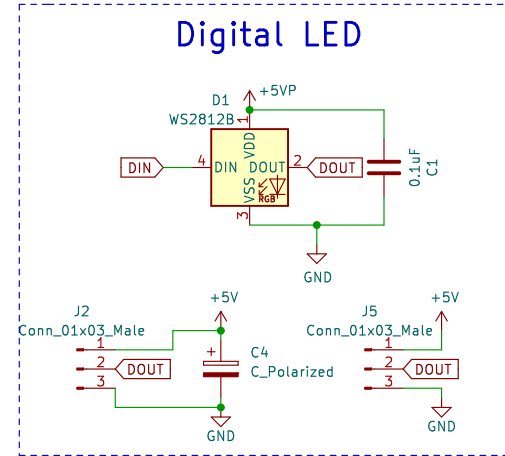 Digital LED
+5VP
D1
WS2812B
1
VDD
DIN
4
DIN
DOUT
2
DOUT
VSS
RGB
3
0.1uF
C1
GND
J2
Conn_01x03_Male
1
2
DOUT
3
+5V
+
C4
C_Polarized
GND
J5
Conn_01x03_Male
+5V
1
2
DOUT
3
GND